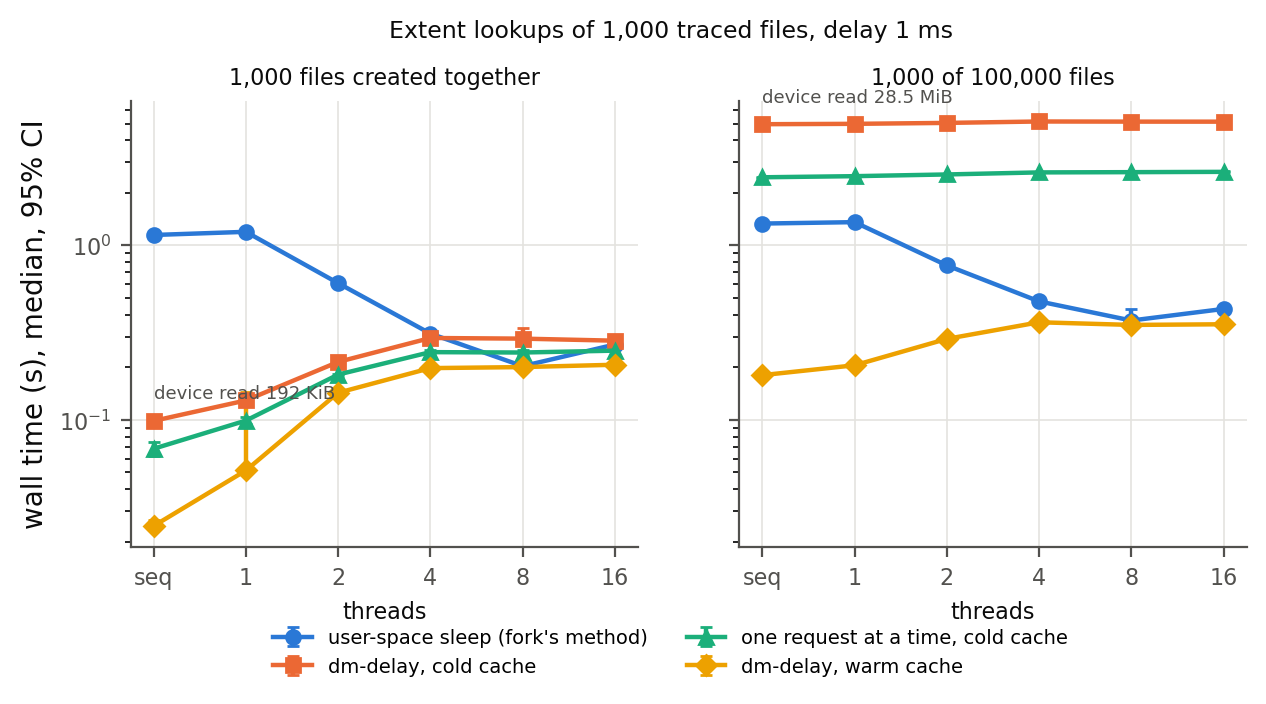 Extent lookups of 1,000 traced files, delay 1 ms
1,000 files created together
1,000 of 100,000 files
wall time (s), median, 95% CI
10⁰
10⁻¹
device read 192 KiB
device read 28.5 MiB
seq 1 2 4 8 16
threads
seq 1 2 4 8 16
threads
user-space sleep (fork's method)
dm-delay, cold cache
one request at a time, cold cache
dm-delay, warm cache